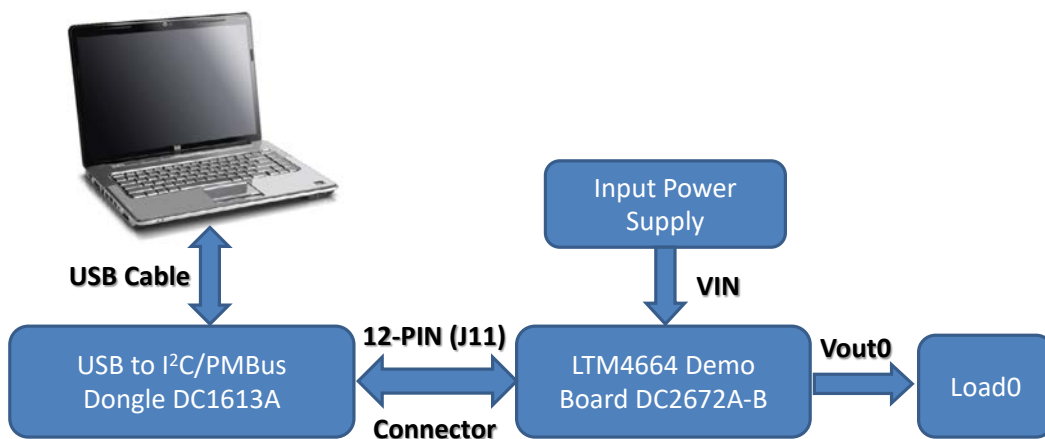 Input Power
Supply
USB Cable
VIN
12-PIN (J11)
Vout0
USB to I²C/PMBus
Dongle DC1613A
LTM4664 Demo
Board DC2672A-B
Load0
Connector